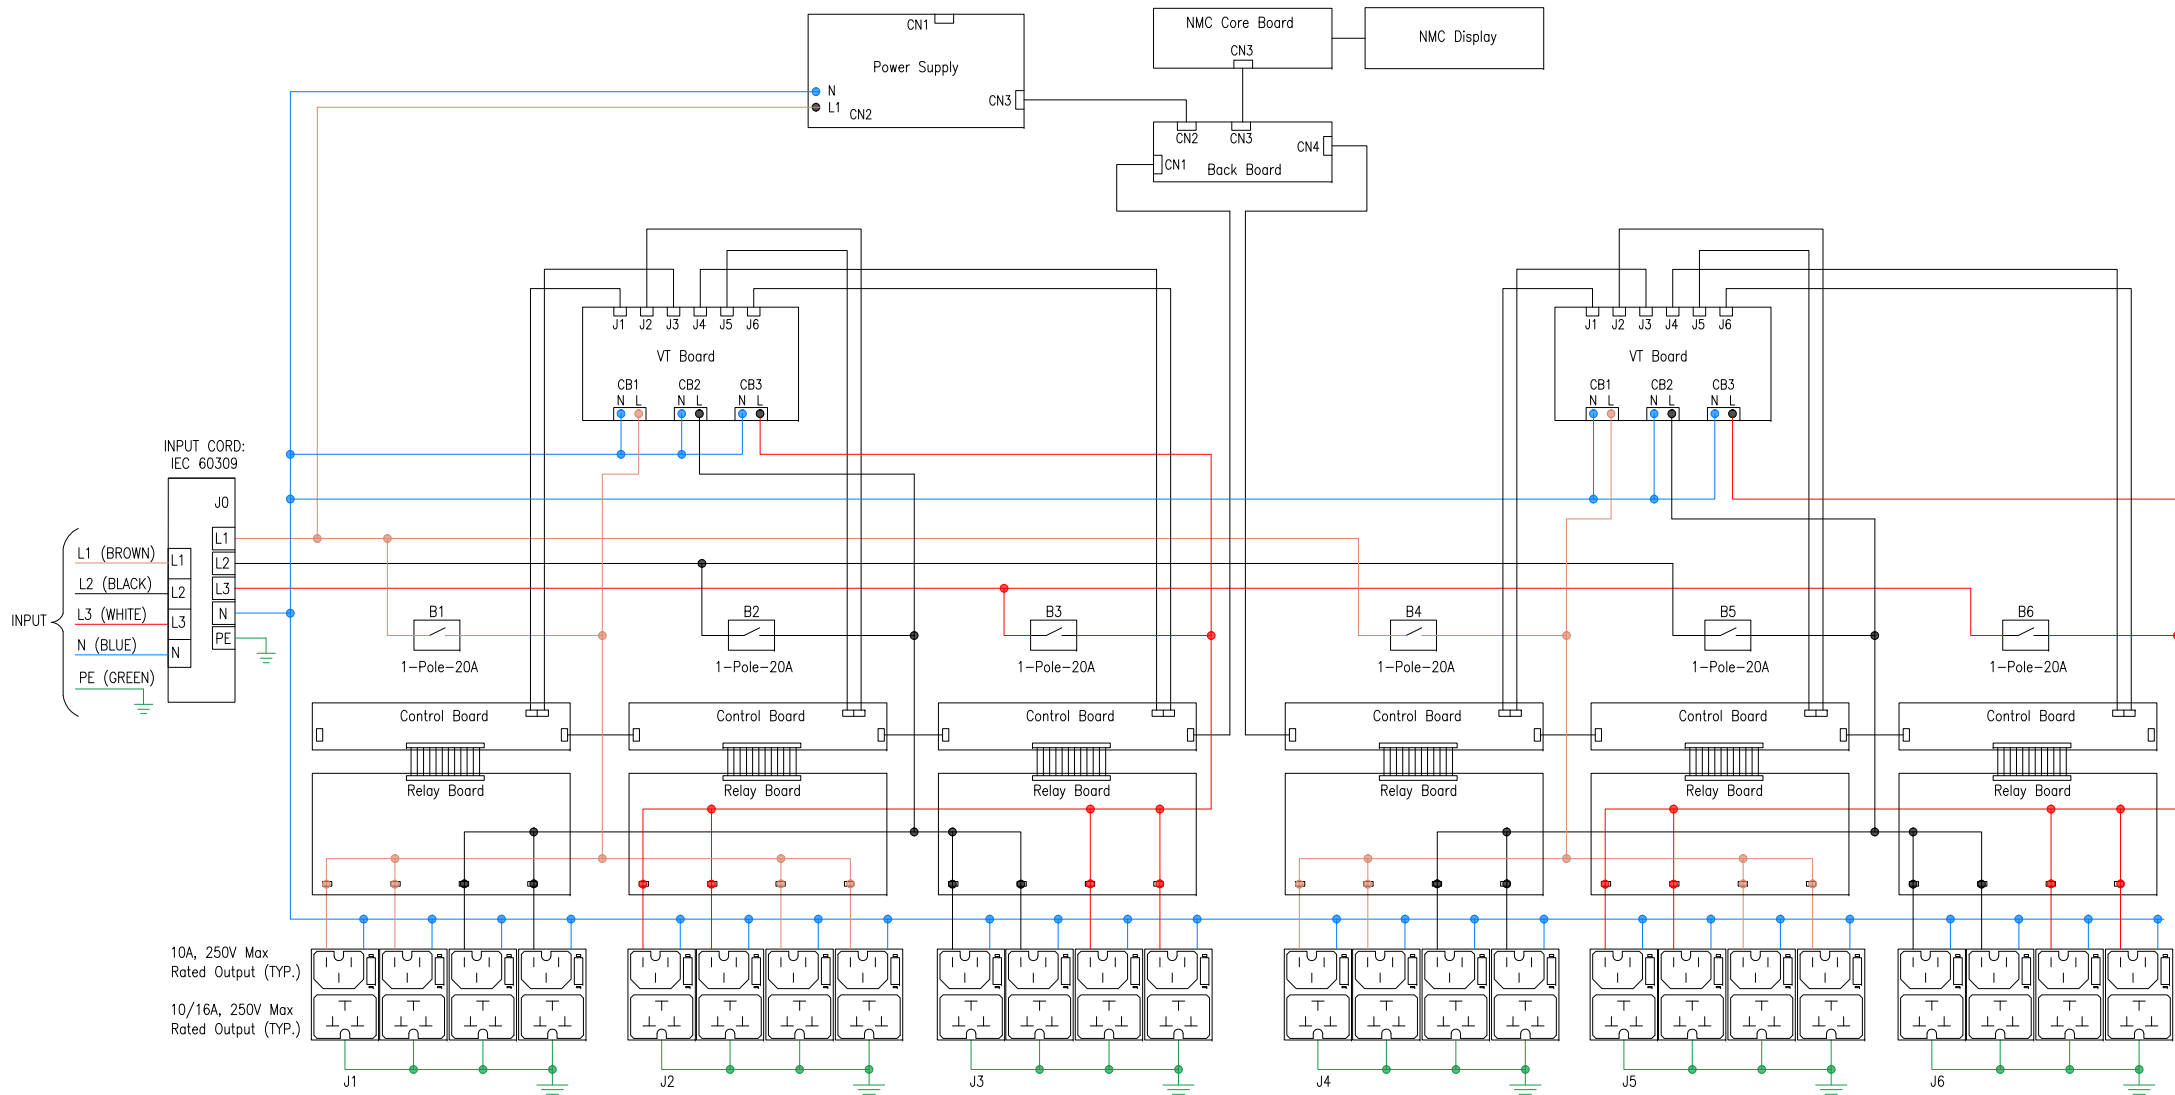 CN1
Power Supply
N
L1
CN2
CN3
NMC Core Board
CN3
NMC Display
CN2
CN3
CN4
CN1
Back Board
J1
J2
J3
J4
J5
J6
VT Board
CB1
CB2
CB3
N
L
N
L
N
L
J1
J2
J3
J4
J5
J6
VT Board
CB1
CB2
CB3
N
L
N
L
N
L
INPUT CORD:
IEC 60309
J0
L1
L2
L3
N
PE
L1
L2
L3
N
INPUT
L1 (BROWN)
L2 (BLACK)
L3 (WHITE)
N (BLUE)
PE (GREEN)
B1
1-Pole-20A
B2
1-Pole-20A
B3
1-Pole-20A
B4
1-Pole-20A
B5
1-Pole-20A
B6
1-Pole-20A
Control Board
Control Board
Control Board
Control Board
Control Board
Control Board
Relay Board
Relay Board
Relay Board
Relay Board
Relay Board
Relay Board
10A, 250V Max
Rated Output (TYP.)
10/16A, 250V Max
Rated Output (TYP.)
J1
J2
J3
J4
J5
J6